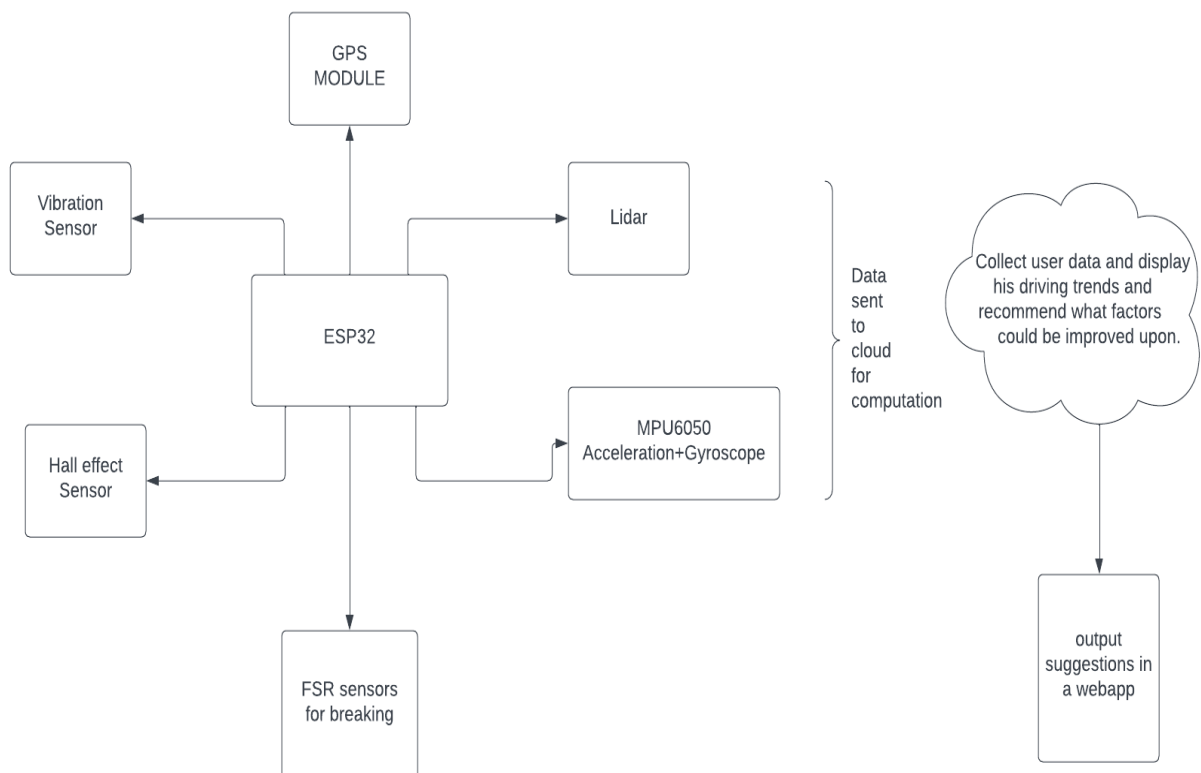 GPS
MODULE
Vibration
Sensor
Lidar
ESP32
Hall effect
Sensor
MPU6050
Acceleration+Gyroscope
FSR sensors
for breaking
Data
sent
to
cloud
for
computation
Collect user data and display
his driving trends and
recommend what factors
could be improved upon.
output
suggestions in
a webapp